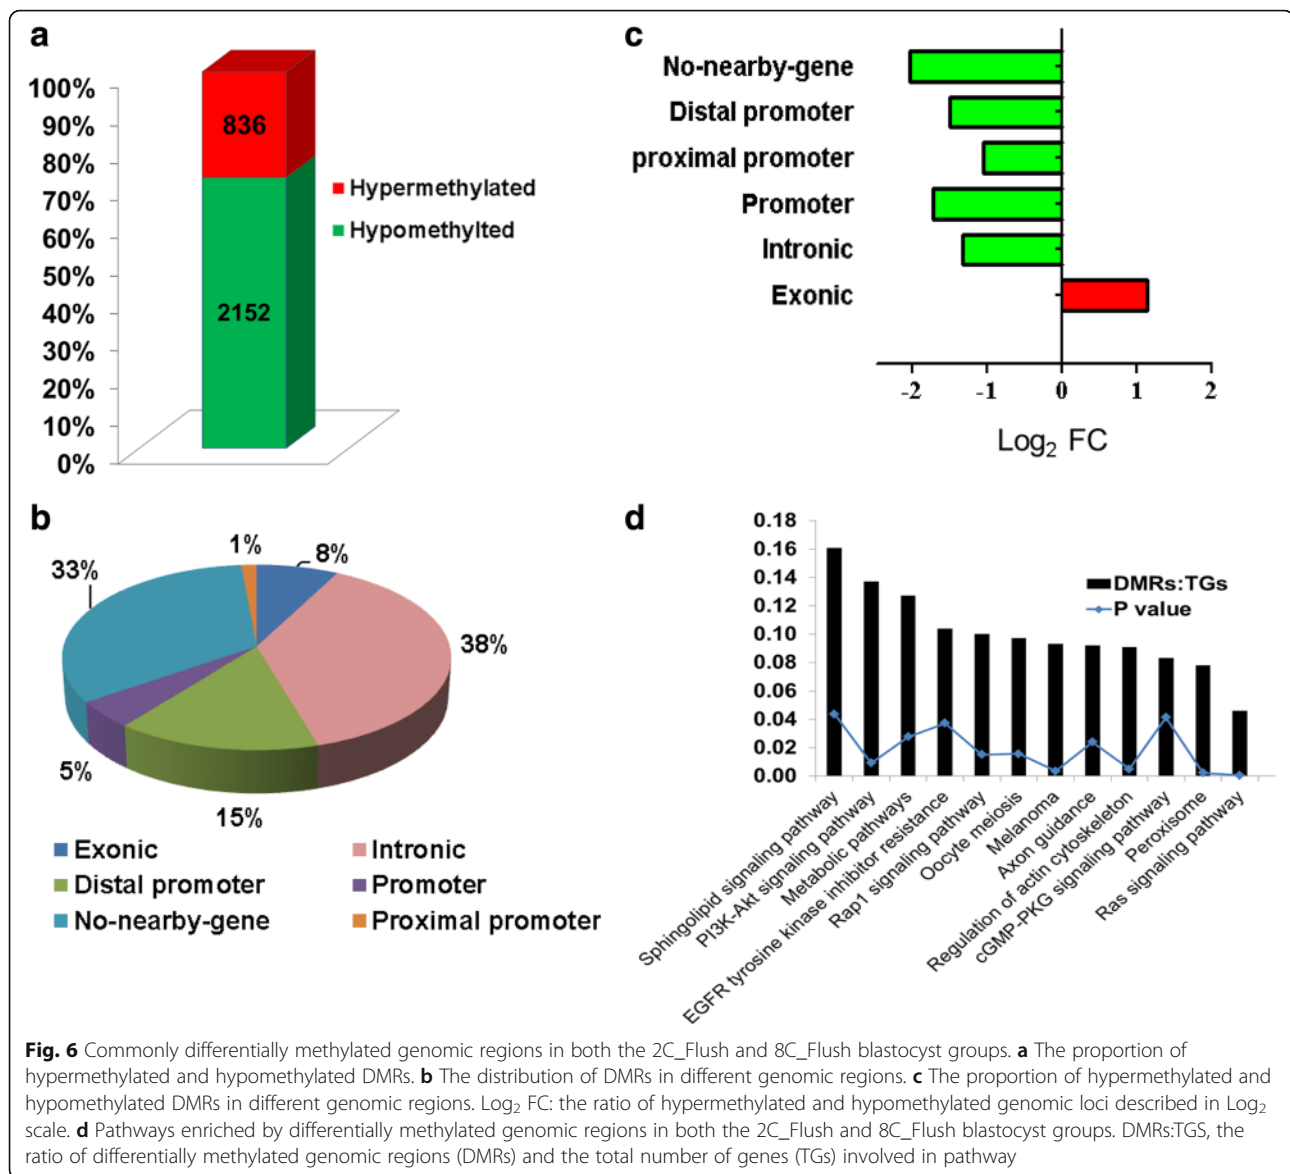 a
100%
90%
80%
70%
60%
50%
40%
30%
20%
10%
0%
836
2152
Hypermethylated
Hypomethylted
c
No-nearby-gene
Distal promoter
proximal promoter
Promoter
Intronic
Exonic
-2 -1 0 1 2
Log2 FC
b
1%
8%
33%
38%
5%
15%
Exonic Intronic
Distal promoter Promoter
No-nearby-gene Proximal promoter
d
0.18
0.16
0.14
0.12
0.10
0.08
0.06
0.04
0.02
0.00
DMRs:TGs
P value
Sphingolipid signaling pathway
PI3K-Akt signaling pathway
Metabolic pathways
EGFR tyrosine kinase inhibitor resistance
Rap1 signaling pathway
Oocyte meiosis
Melanoma
Axon guidance
Regulation of actin cytoskeleton
cGMP-PKG signaling pathway
Peroxisome
Ras signaling pathway
Fig. 6 Commonly differentially methylated genomic regions in both the 2C_Flush and 8C_Flush blastocyst groups. a The proportion of
hypermethylated and hypomethylated DMRs. b The distribution of DMRs in different genomic regions. c The proportion of hypermethylated and
hypomethylated DMRs in different genomic regions. Log2 FC: the ratio of hypermethylated and hypomethylated genomic loci described in Log2
scale. d Pathways enriched by differentially methylated genomic regions in both the 2C_Flush and 8C_Flush blastocyst groups. DMRs:TGS, the
ratio of differentially methylated genomic regions (DMRs) and the total number of genes (TGs) involved in pathway